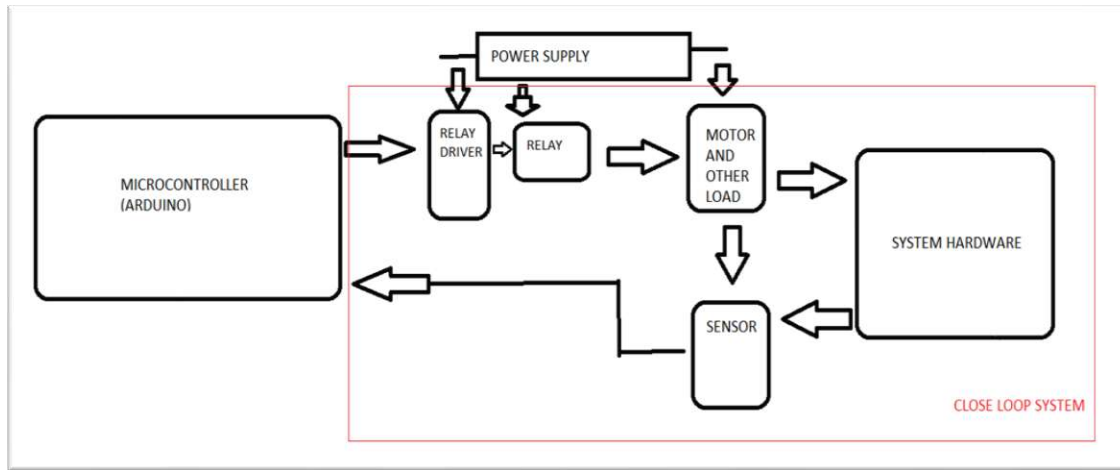 POWER SUPPLY
MICROCONTROLLER
(ARDUINO)
RELAY
DRIVER
RELAY
MOTOR
AND
OTHER
LOAD
SYSTEM HARDWARE
SENSOR
CLOSE LOOP SYSTEM